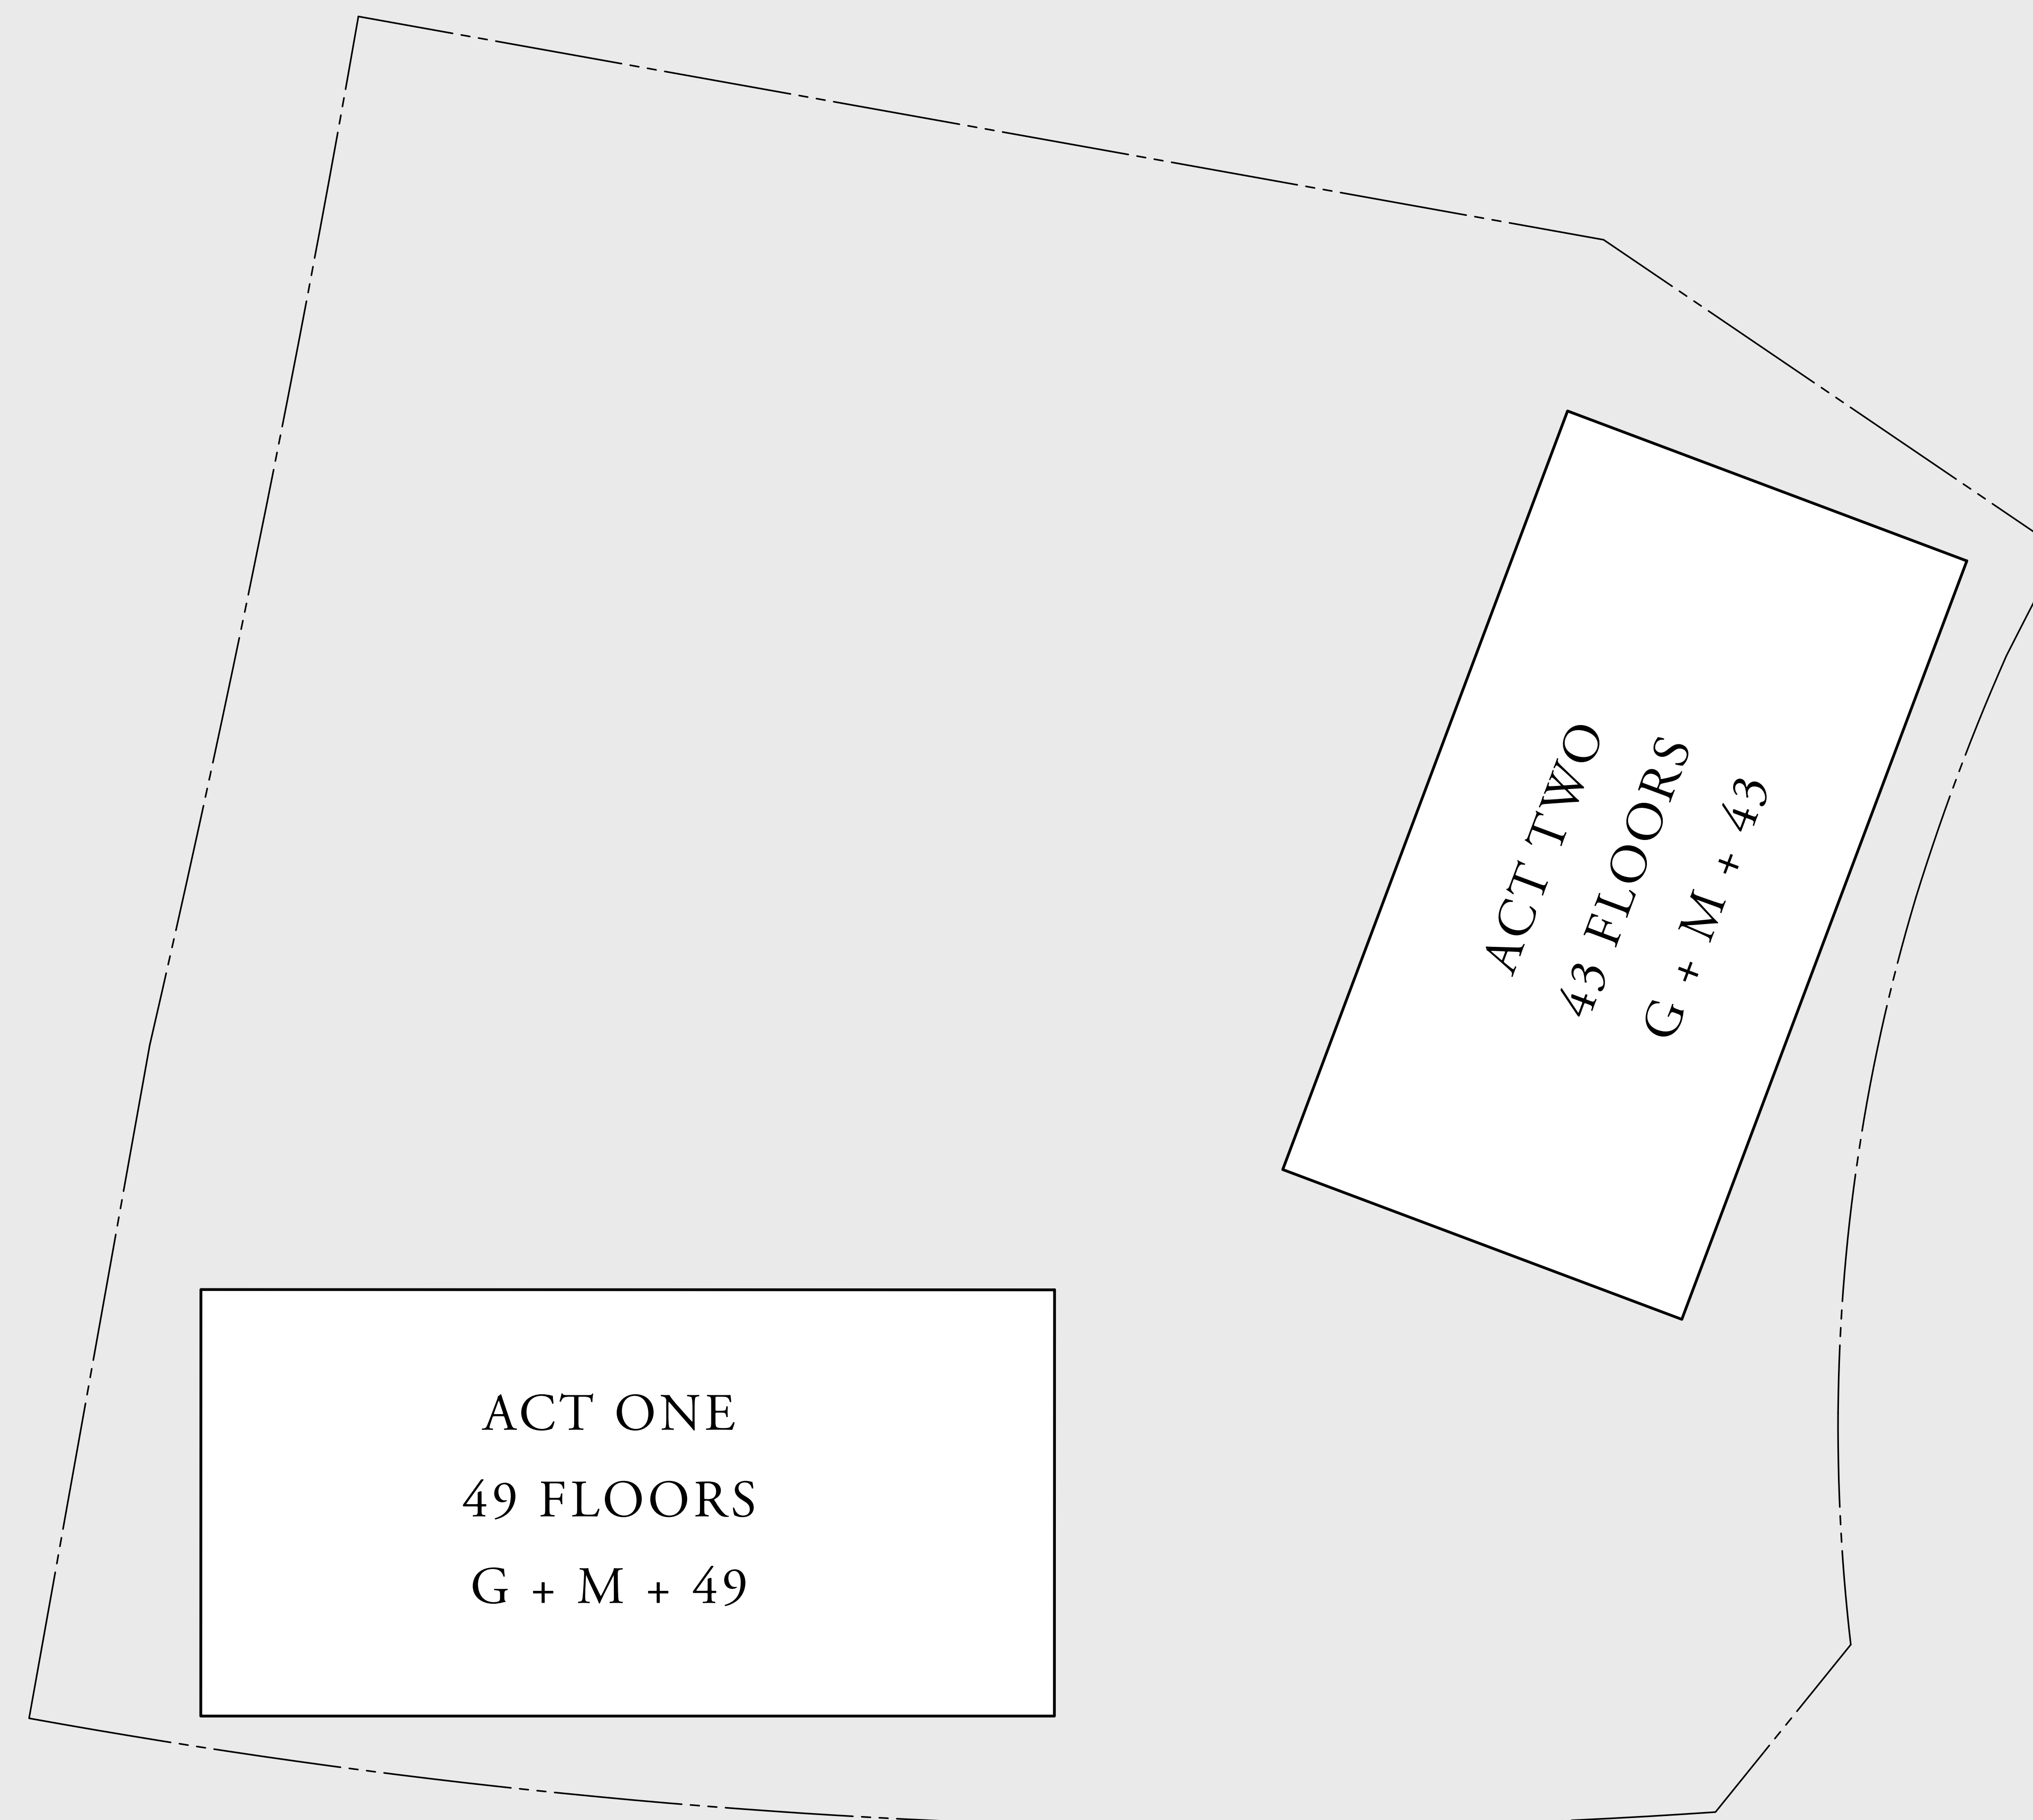 ACT TWO
43 FLOORS
G + M + 43
ACT ONE
49 FLOORS
G + M + 49